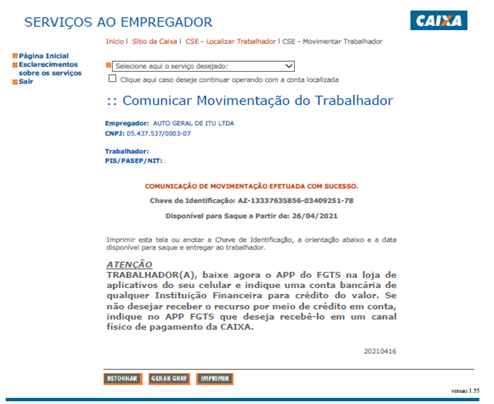 SERVIÇOS AO EMPREGADOR
CAIXA
Início | Sítio da Caixa | CSE - Localizar Trabalhador | CSE - Movimentar Trabalhador
Página Inicial
Esclarecimentos
sobre os serviços
Sair
Selecione aqui o serviço desejado:
Clique aqui caso deseje continuar operando com a conta localizada
:: Comunicar Movimentação do Trabalhador
Empregador: AUTO GERAL DE ITU LTDA
CNPJ: 05.437.537/0003-07
Trabalhador:
PIS/PASEP/NIT:
COMUNICAÇÃO DE MOVIMENTAÇÃO EFETUADA COM SUCESSO.
Chave de Identificação: AZ-13337635856-03409251-78
Disponível para Saque a Partir de: 26/04/2021
Imprimir esta tela ou anotar a Chave de Identificação, a orientação abaixo e a data
disponível para saque e entregar ao trabalhador.
ATENÇÃO
TRABALHADOR(A), baixe agora o APP do FGTS na loja de
aplicativos do seu celular e indique uma conta bancária de
qualquer Instituição Financeira para crédito do valor. Se
não desejar receber o recurso por meio de crédito em conta,
indique no APP FGTS que deseja recebê-lo em um canal
físico de pagamento da CAIXA.
20210416
RETORNAR GERAR GRRF IMPRIMIR
versao 1.55